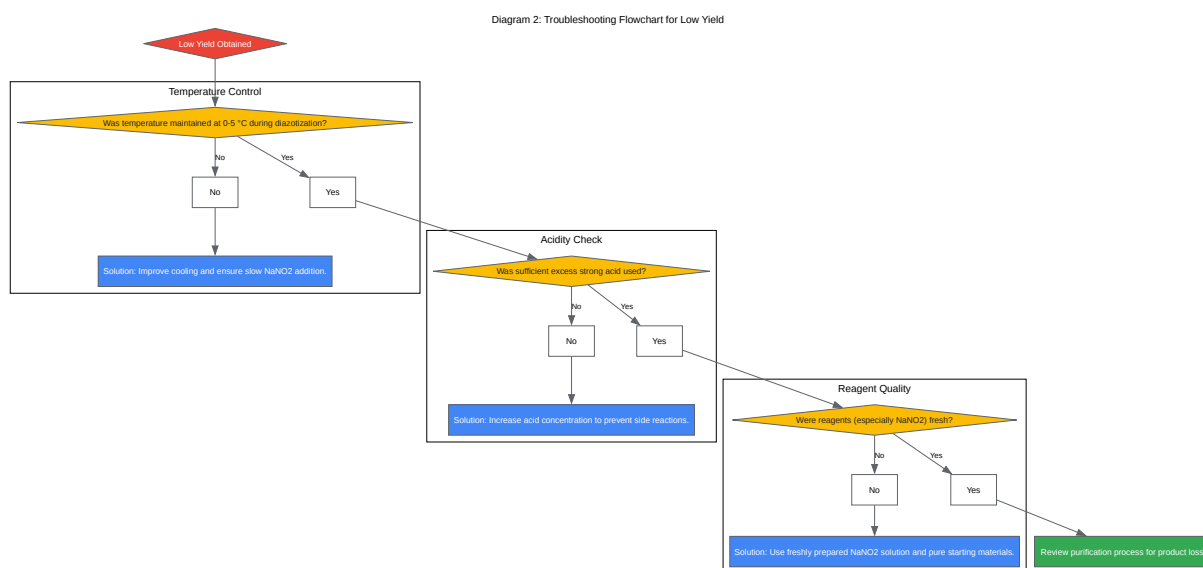 Diagram 2: Troubleshooting Flowchart for Low Yield
Low Yield Obtained
Temperature Control
Was temperature maintained at 0-5 °C during diazotization?
No
Yes
No
Yes
Solution: Improve cooling and ensure slow NaNO2 addition.
Acidity Check
Was sufficient excess strong acid used?
No
Yes
No
Yes
Solution: Increase acid concentration to prevent side reactions.
Reagent Quality
Were reagents (especially NaNO2) fresh?
No
Yes
No
Yes
Solution: Use freshly prepared NaNO2 solution and pure starting materials.
Review purification process for product loss